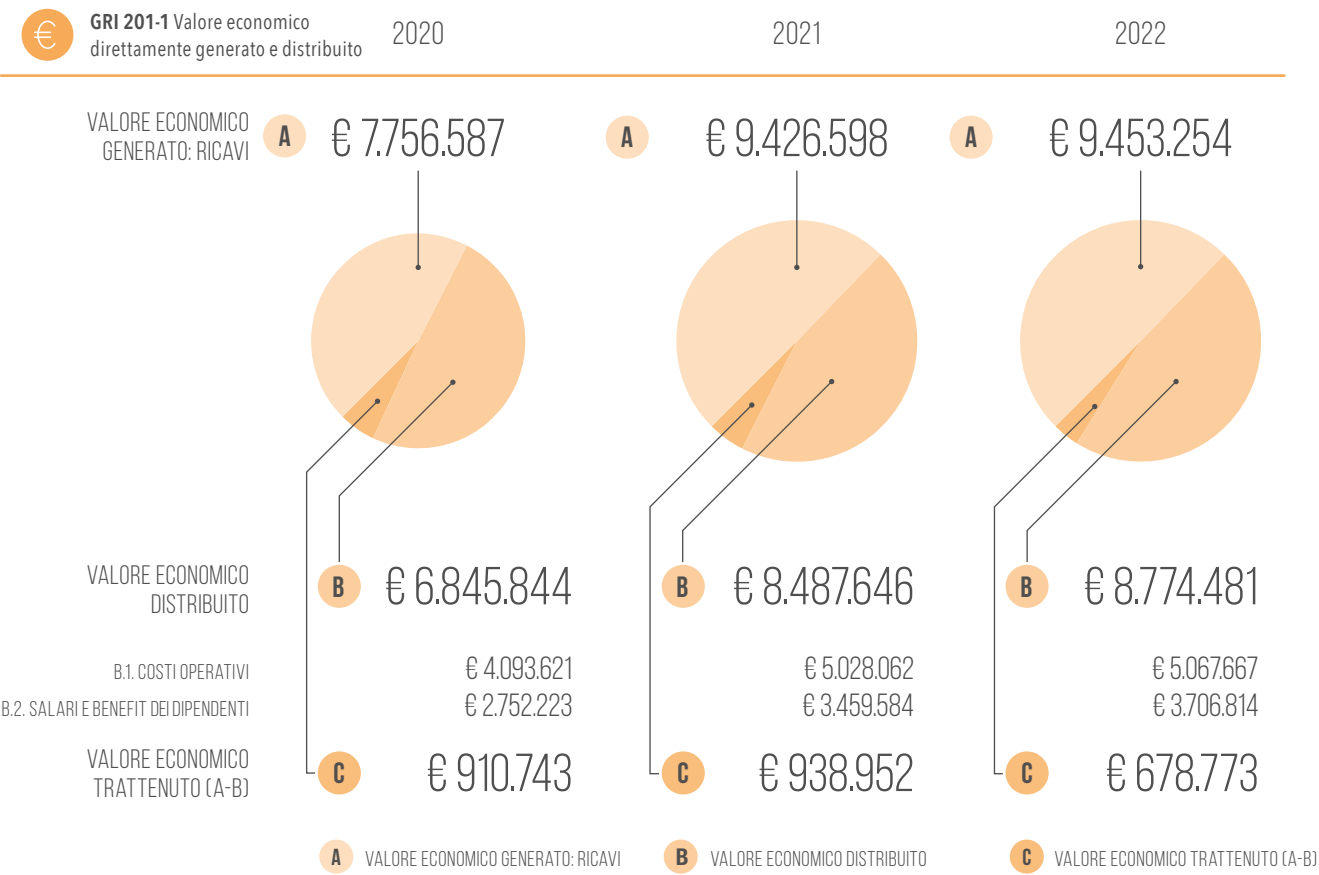 €
GRI 201-1 Valore economico
direttamente generato e distribuito
2020
2021
2022
VALORE ECONOMICO
GENERATO: RICAVI
A
€ 7.756.587
A
€ 9.426.598
A
€ 9.453.254
VALORE ECONOMICO
DISTRIBUITO
B
€ 6.845.844
B
€ 8.487.646
B
€ 8.774.481
B.1. COSTI OPERATIVI
€ 4.093.621
€ 5.028.062
€ 5.067.667
B.2. SALARI E BENEFIT DEI DIPENDENTI
€ 2.752.223
€ 3.459.584
€ 3.706.814
VALORE ECONOMICO
TRATTENUTO (A-B)
C
€ 910.743
C
€ 938.952
C
€ 678.773
A VALORE ECONOMICO GENERATO: RICAVI
B VALORE ECONOMICO DISTRIBUITO
C VALORE ECONOMICO TRATTENUTO (A-B)